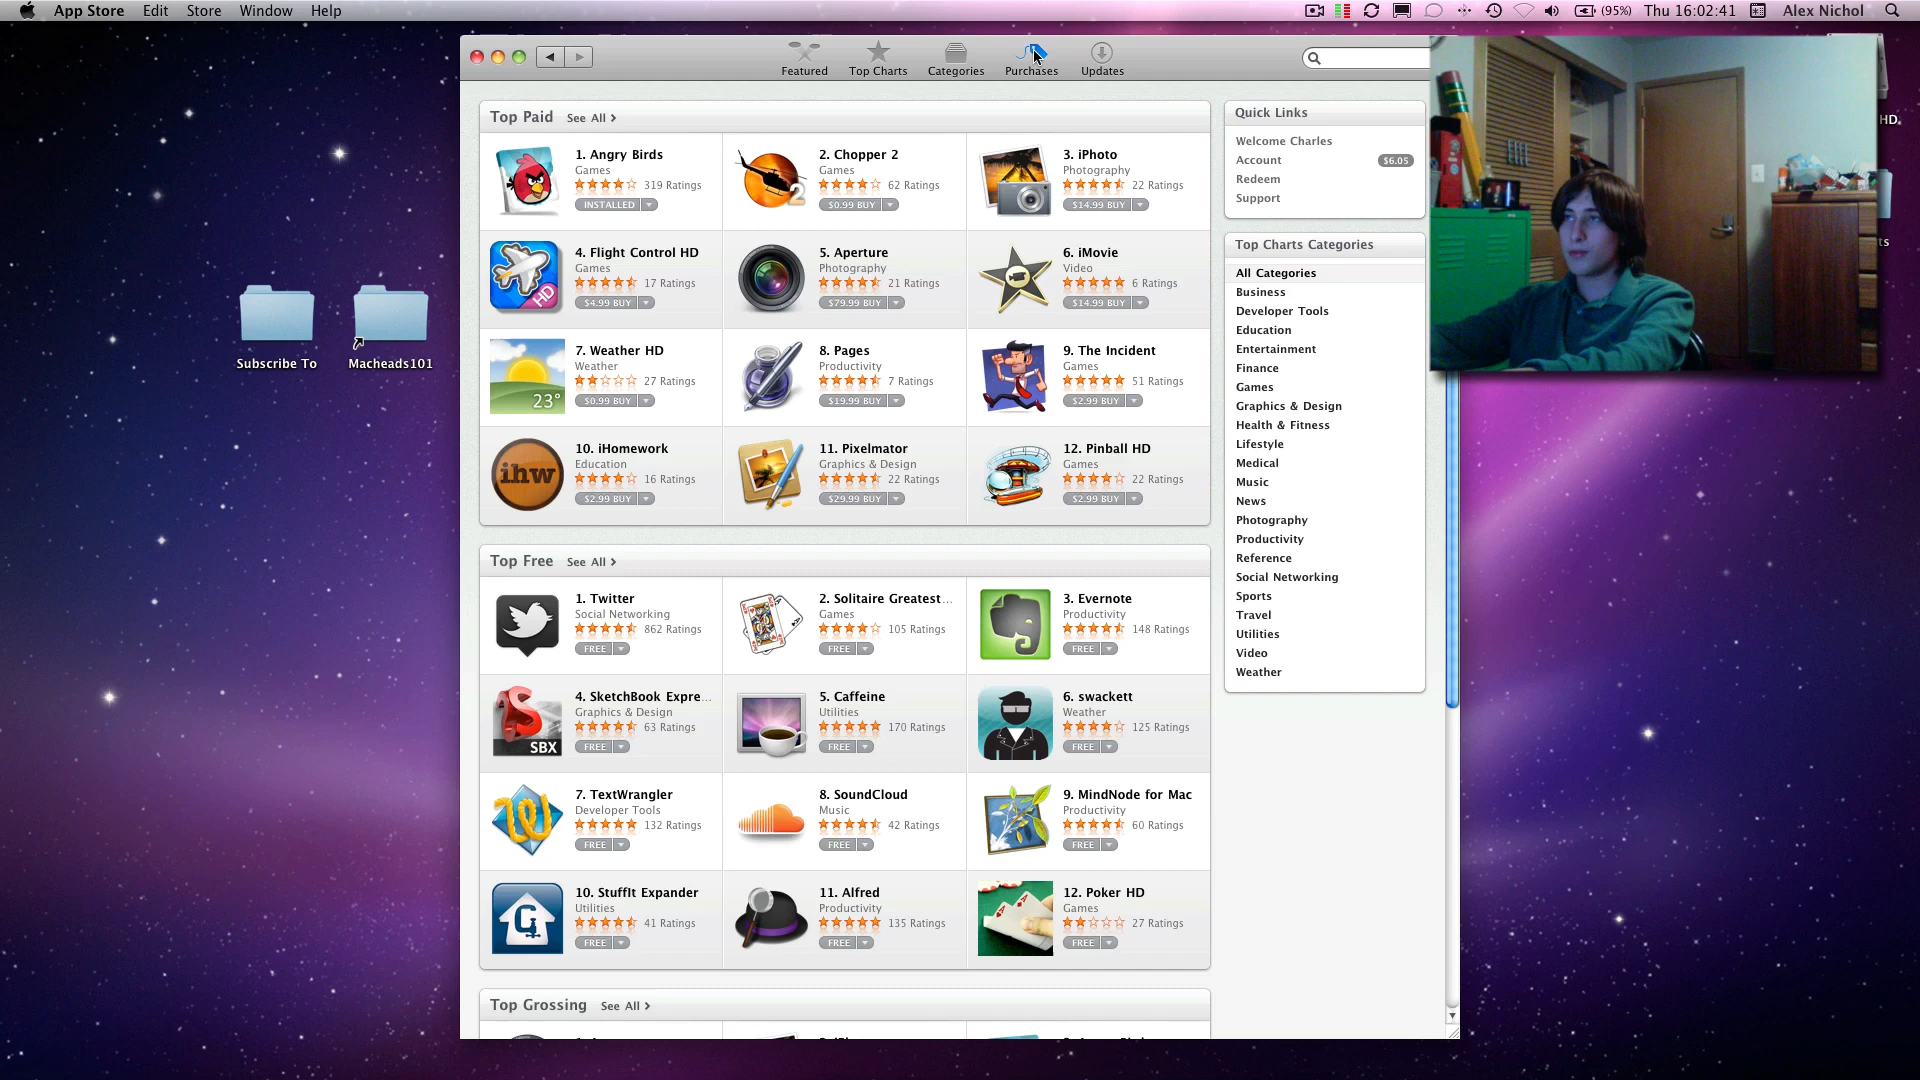 App Store Edit Store Window Help (95%) Thu 16:02:41 Alex Nichol
Featured Top Charts Categories Purchases Updates
HD
ts
Subscribe To
Macheads101
Top Paid See All
1. Angry Birds
Games
319 Ratings
INSTALLED
2. Chopper 2
Games
62 Ratings
$0.99 BUY
3. iPhoto
Photography
22 Ratings
$14.99 BUY
4. Flight Control HD
Games
17 Ratings
$4.99 BUY
HD
5. Aperture
Photography
21 Ratings
$79.99 BUY
6. iMovie
Video
6 Ratings
$14.99 BUY
7. Weather HD
Weather
27 Ratings
$0.99 BUY
23°
8. Pages
Productivity
7 Ratings
$19.99 BUY
9. The Incident
Games
51 Ratings
$2.99 BUY
10. iHomework
Education
16 Ratings
$2.99 BUY
ihw
11. Pixelmator
Graphics & Design
22 Ratings
$29.99 BUY
12. Pinball HD
Games
22 Ratings
$2.99 BUY
Top Free See All
1. Twitter
Social Networking
862 Ratings
FREE
2. Solitaire Greatest...
Games
105 Ratings
FREE
3. Evernote
Productivity
148 Ratings
FREE
4. SketchBook Expre...
Graphics & Design
63 Ratings
FREE
SBX
5. Caffeine
Utilities
170 Ratings
FREE
6. swackett
Weather
125 Ratings
FREE
7. TextWrangler
Developer Tools
132 Ratings
FREE
8. SoundCloud
Music
42 Ratings
FREE
9. MindNode for Mac
Productivity
60 Ratings
FREE
10. StuffIt Expander
Utilities
41 Ratings
FREE
11. Alfred
Productivity
135 Ratings
FREE
12. Poker HD
Games
27 Ratings
FREE
Top Grossing See All
Quick Links
Welcome Charles
Account $6.05
Redeem
Support
Top Charts Categories
All Categories
Business
Developer Tools
Education
Entertainment
Finance
Games
Graphics & Design
Health & Fitness
Lifestyle
Medical
Music
News
Photography
Productivity
Reference
Social Networking
Sports
Travel
Utilities
Video
Weather